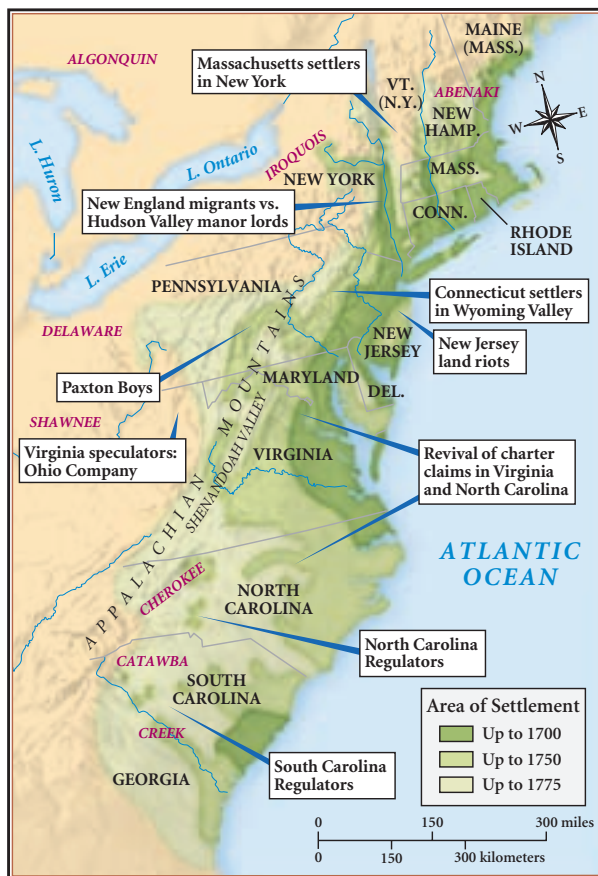 MAINE
(MASS.)
ALGONQUIN
Massachusetts settlers
in New York
VT.
(N.Y.)
ABENAKI
NEW
HAMP.
N
E
W
S
L. Huron
L. Ontario
IROQUOIS
NEW YORK
MASS.
New England migrants vs.
Hudson Valley manor lords
CONN.
RHODE
ISLAND
L. Erie
PENNSYLVANIA
Connecticut settlers
in Wyoming Valley
DELAWARE
NEW
JERSEY
New Jersey
land riots
Paxton Boys
MARYLAND
DEL.
SHAWNEE
Virginia speculators:
Ohio Company
APPALACHIAN MOUNTAINS
SHENANDOAH VALLEY
VIRGINIA
Revival of charter
claims in Virginia
and North Carolina
ATLANTIC
OCEAN
CHEROKEE
NORTH
CAROLINA
North Carolina
Regulators
CATAWBA
SOUTH
CAROLINA
CREEK
GEORGIA
South Carolina
Regulators
Area of Settlement
Up to 1700
Up to 1750
Up to 1775
0 150 300 miles
0 150 300 kilometers